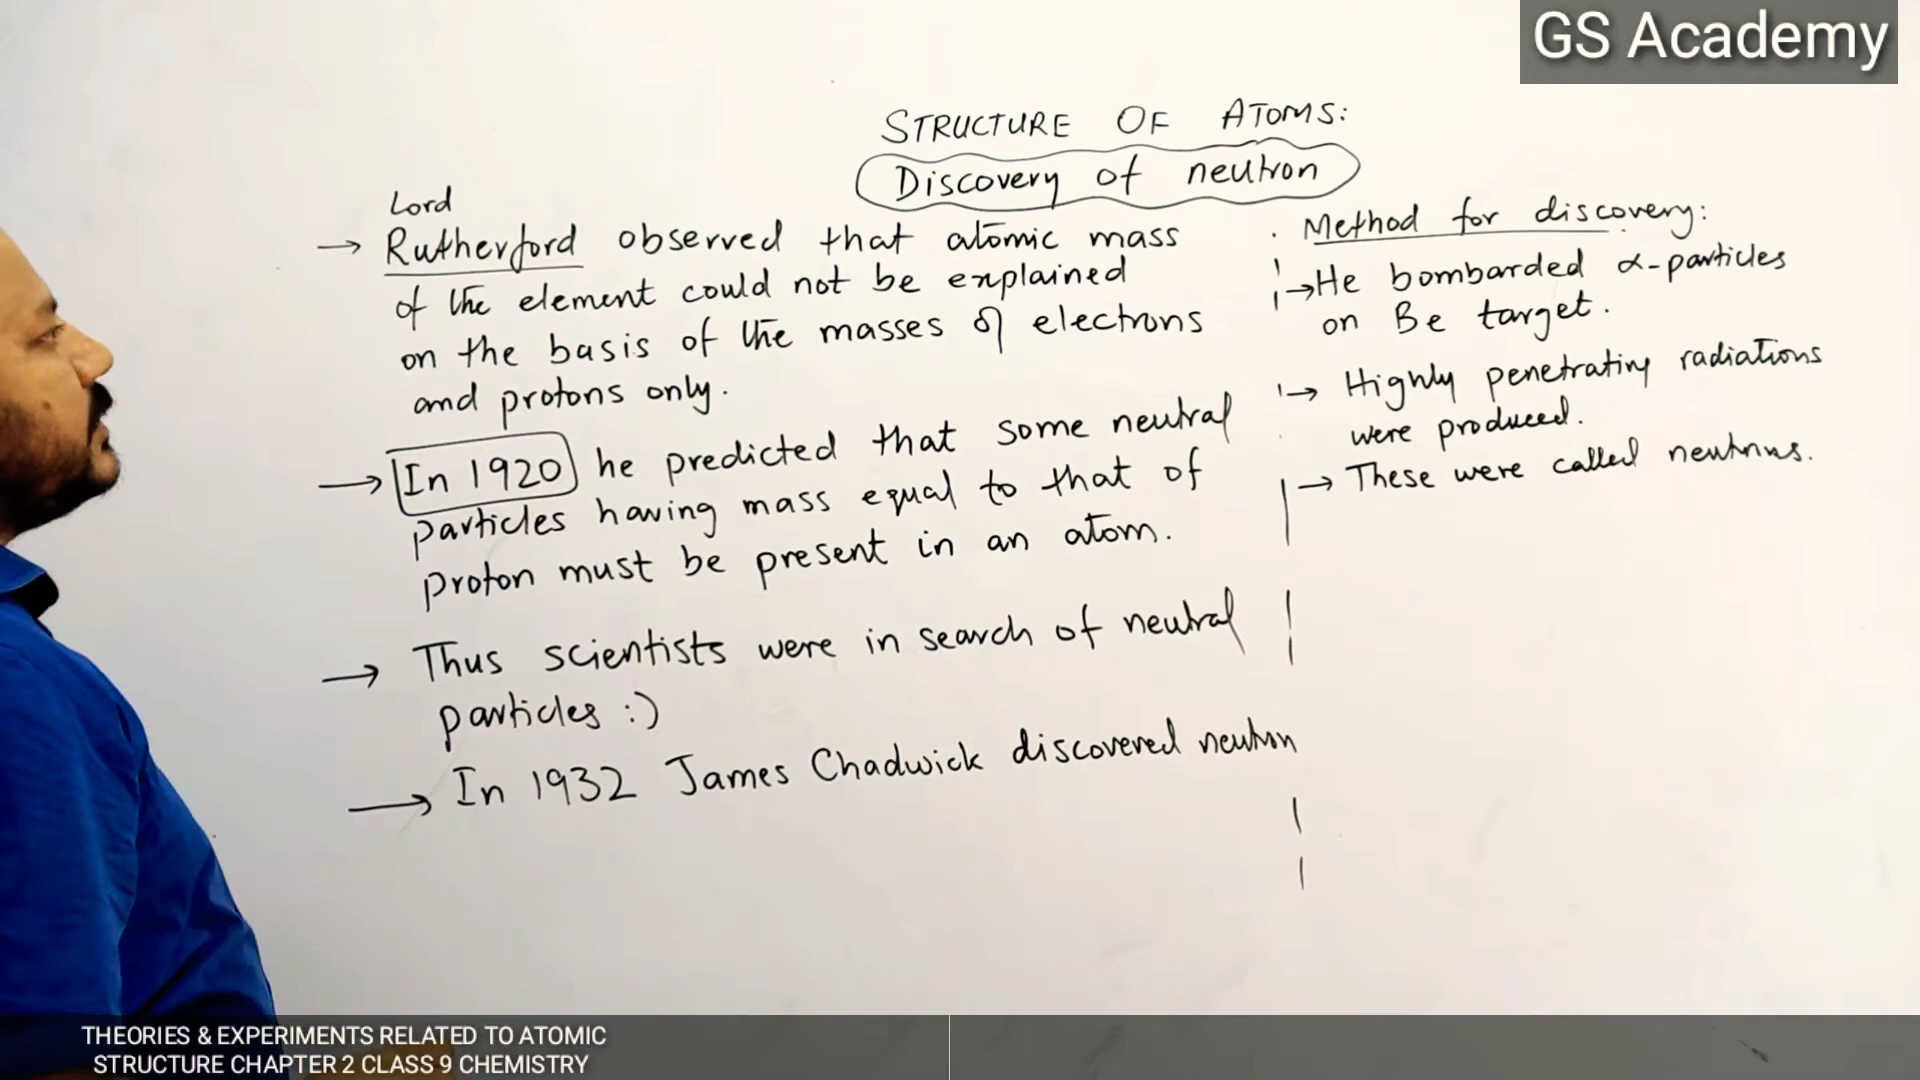 GS Academy
STRUCTURE OF ATOMS:
Discovery of neutron
Lord
→ Rutherford observed that atomic mass
of the element could not be explained
on the basis of the masses of electrons
and protons only.
→ In 1920 he predicted that some neutral
particles having mass equal to that of
proton must be present in an atom.
→ Thus scientists were in search of neutral
particles :)
→ In 1932 James Chadwick discovered neutron
Method for discovery:
→ He bombarded α-particles
on Be target.
→ Highly penetrating radiations
were produced.
→ These were called neutrons.
THEORIES & EXPERIMENTS RELATED TO ATOMIC
STRUCTURE CHAPTER 2 CLASS 9 CHEMISTRY